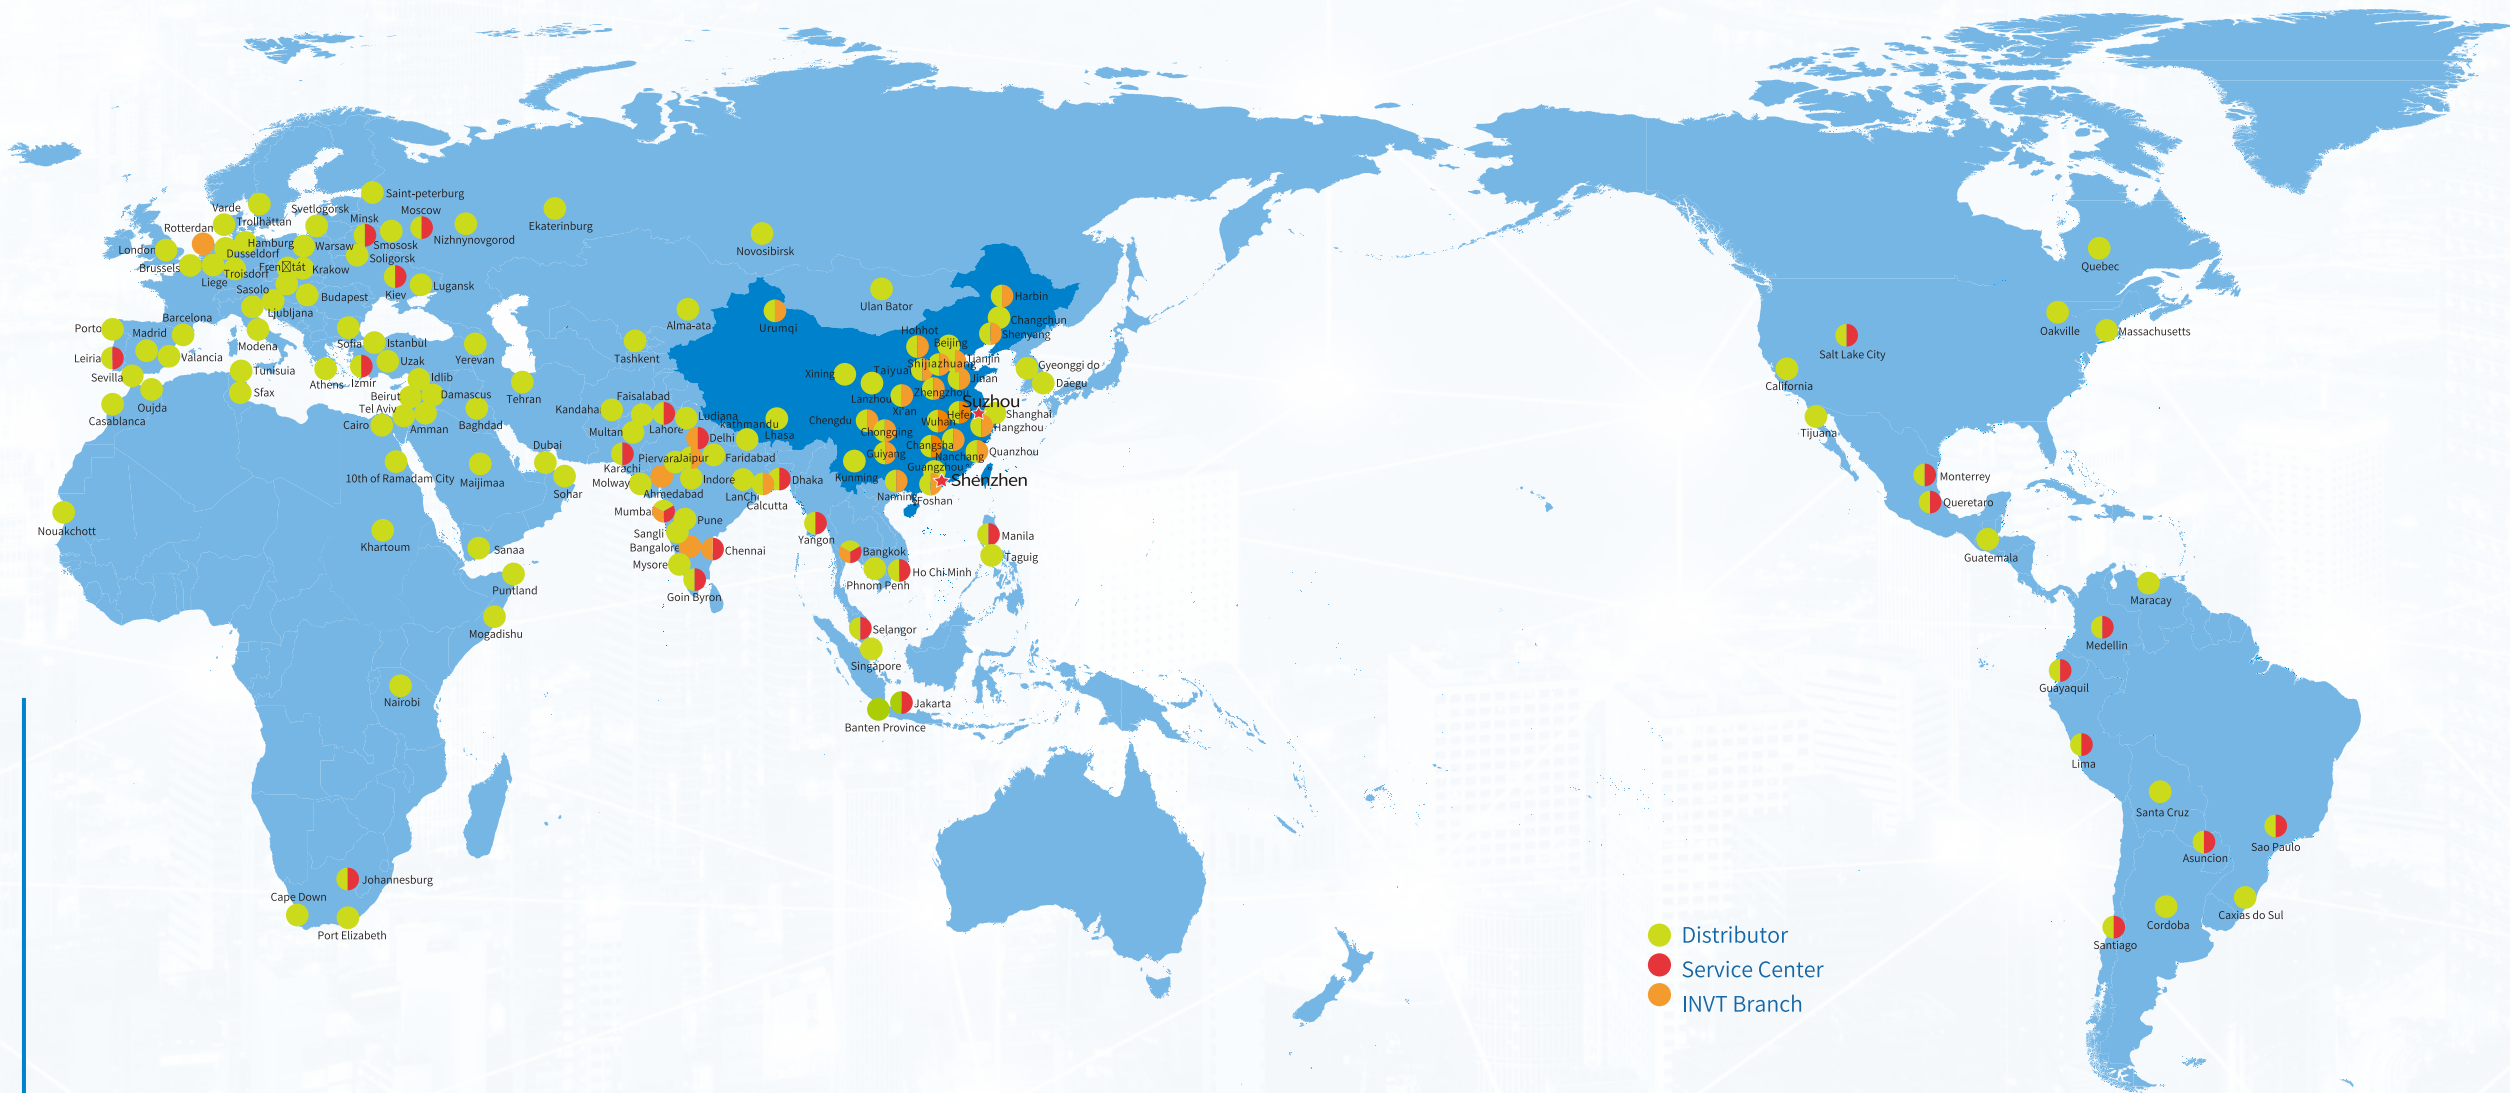 Saint-peterburg
Moscow
Varde
Trollhättan
Svetlogorsk
Minsk
Rotterdan
Nizhnynovgorod
Ekaterinburg
Hamburg
Warsaw
Smososk
London
Dusseldorf
Soligorsk
Novosibirsk
Brussels
Troisdorf
Fren
tát
Krakow
Liege
Sasolo
Budapest
Kiev
Lugansk
Ljubljana
Ulan Bator
Harbin
Quebec
Porto
Madrid
Barcelona
Alma-ata
Urumqi
Hohhot
Changchun
Shenyang
Beijing
Oakville
Massachusetts
Leiria
Valancia
Modena
Sofia
Istanbul
Uzak
Yerevan
Tashkent
Tianjin
Salt Lake City
Sevilla
Tunisuia
Athens
Izmir
Idlib
Xining
Taiyua
Shijiazhuang
Jinan
Gyeonggi do
Daegu
California
Casablanca
Oujda
Sfax
Beirut
Damascus
Tehran
Faisalabad
Lanzhou
Zhengzhou
Xi'an
Suzhou
Tel Aviv
Kandaha
Ludiana
kathmandu
Chengdu
Hefei
Shanghai
Cairo
Amman
Baghdad
Multan
Lahore
Delhi
Lhasa
Chongqing
Wuhan
Hangzhou
Tijuana
Dubai
Karachi
Piervara
Jaipur
Faridabad
Guiyang
Changsha
Nanchang
Quanzhou
10th of Ramadam City
Maijimaa
Sohar
Molway
Ahmedabad
Indore
LanChi
Dhaka
Kunming
Guangzhou
Shenzhen
Monterrey
Calcutta
Naming
Foshan
Queretaro
Nouakchott
Khartoum
Mumbai
Pune
Sangli
Sanaa
Bangalore
Chennai
Yangon
Bangkok
Manila
Taguig
Guatemala
Mysore
Goin Byron
Phnom Penh
Ho Chi Minh
Puntland
Maracay
Mogadishu
Selangor
Singapore
Medellin
Nairobi
Jakarta
Banten Province
Guayaquil
Lima
Santa Cruz
Asuncion
Sao Paulo
Johannesburg
Cape Down
Port Elizabeth
Cordoba
Caxias do Sul
Santiago
Distributor
Service Center
INVT Branch